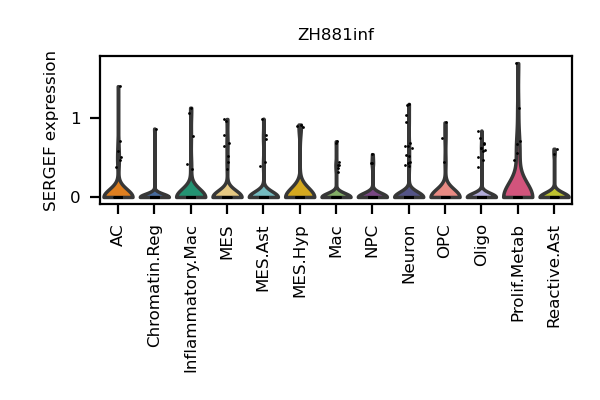 ZH881inf
SERGEF expression
1
0
AC
Chromatin.Reg
Inflammatory.Mac
MES
MES.Ast
MES.Hyp
Mac
NPC
Neuron
OPC
Oligo
Prolif.Metab
Reactive.Ast